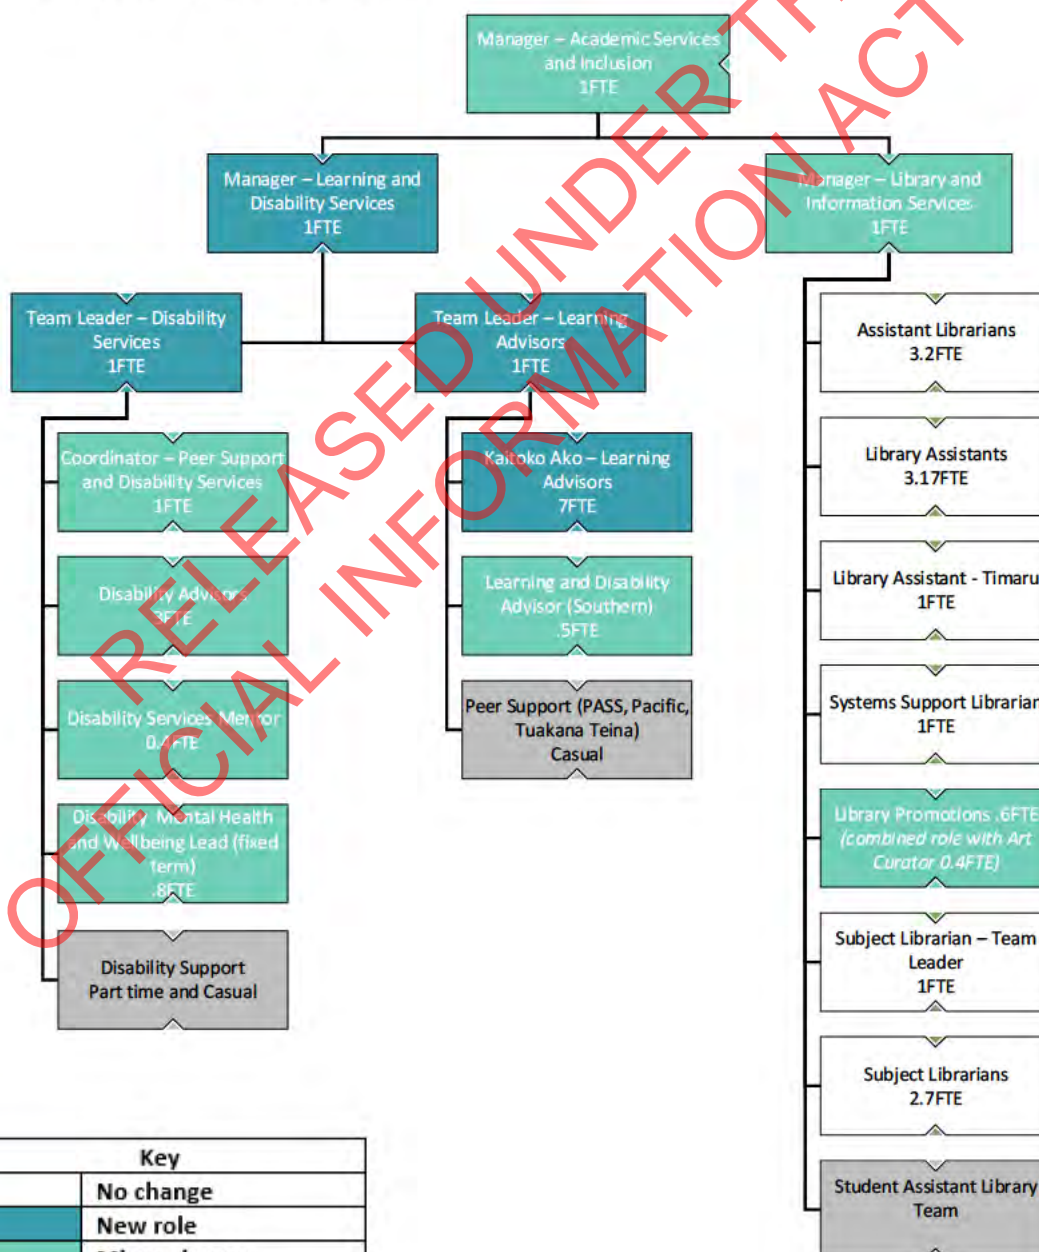 Manager – Academic Services
and Inclusion
1FTE
Manager – Learning and
Disability Services
1FTE
Manager – Library and
Information Services
1FTE
Team Leader – Disability
Services
1FTE
Team Leader – Learning
Advisors
1FTE
Coordinator – Peer Support
and Disability Services
1FTE
Disability Advisors
3FTE
Disability Services Mentor
0.4FTE
Disability Mental Health
and Wellbeing Lead (fixed
term)
.8FTE
Disability Support
Part time and Casual
Kaitoko Ako – Learning
Advisors
7FTE
Learning and Disability
Advisor (Southern)
.5FTE
Peer Support (PASS, Pacific,
Tuakana Teina)
Casual
Assistant Librarians
3.2FTE
Library Assistants
3.17FTE
Library Assistant - Timaru
1FTE
Systems Support Librarian
1FTE
Library Promotions .6FTE
(combined role with Art
Curator 0.4FTE)
Subject Librarian – Team
Leader
1FTE
Subject Librarians
2.7FTE
Student Assistant Library
Team
Key
No change
New role
RELEASED UNDER TH
OFFICIAL INFORMATION ACT